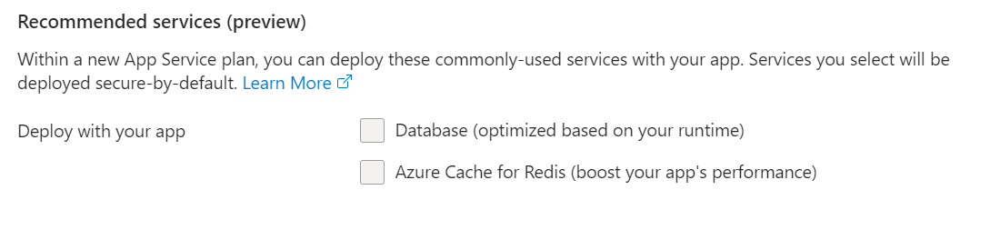 Recommended services (preview)
Within a new App Service plan, you can deploy these commonly-used services with your app. Services you select will be
deployed secure-by-default. Learn More
Deploy with your app
Database (optimized based on your runtime)
Azure Cache for Redis (boost your app's performance)